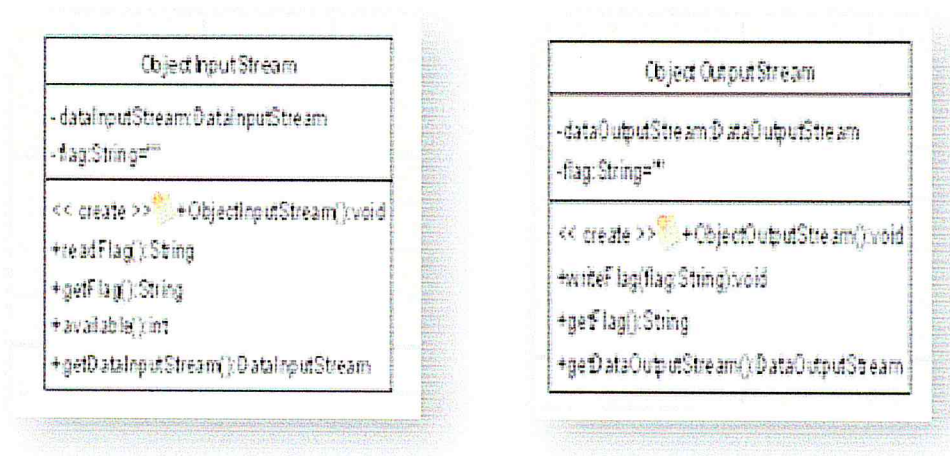 ObjectInputStream
-dataInputStream:DataInputStream
-flag:String=""
<< create >> +ObjectInputStream():void
+readFlag():String
+getFlag():String
+available():int
+getDataInputStream():DataInputStream
ObjectOutputStream
-dataOutputStream:DataOutputStream
-flag:String=""
<< create >> +ObjectOutputStream():void
+writeFlag(flag:String):void
+getFlag():String
+getDataOutputStream():DataOutputStream